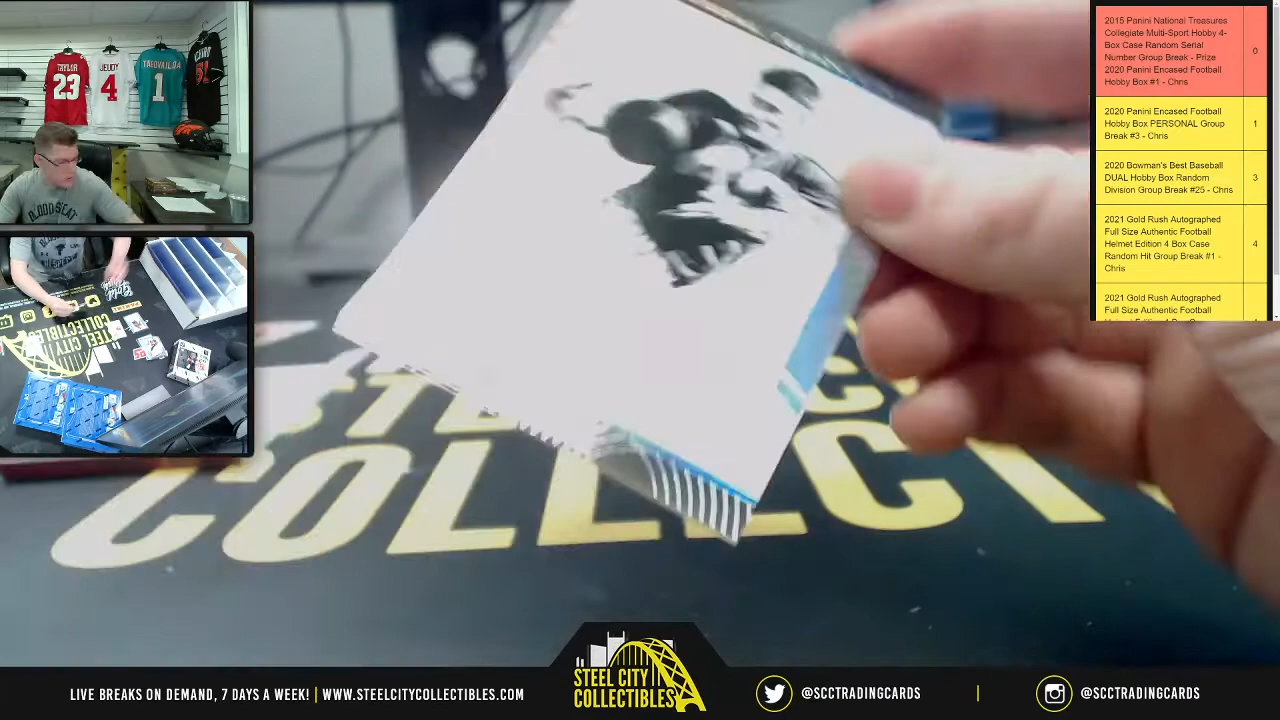 TAYLOR
23
JEUDY
4
TAGOVAILOA
1
51
2015 Panini National Treasures
Collegiate Multi-Sport Hobby 4-
Box Case Random Serial
Number Group Break - Prize
2020 Panini Encased Football
Hobby Box #1 - Chris
0
2020 Panini Encased Football
Hobby Box PERSONAL Group
Break #3 - Chris
1
2020 Bowman's Best Baseball
DUAL Hobby Box Random
Division Group Break #25 - Chris
3
2021 Gold Rush Autographed
Full Size Authentic Football
Helmet Edition 4 Box Case
Random Hit Group Break #1 -
Chris
4
2021 Gold Rush Autographed
Full Size Authentic Football
STEEL CITY
COLLECTIBLES
COLLECT
LIVE BREAKS ON DEMAND, 7 DAYS A WEEK! | WWW.STEELCITYCOLLECTIBLES.COM
STEEL CITY
COLLECTIBLES
@SCCTRADINGCARDS
|
@SCCTRADINGCARDS